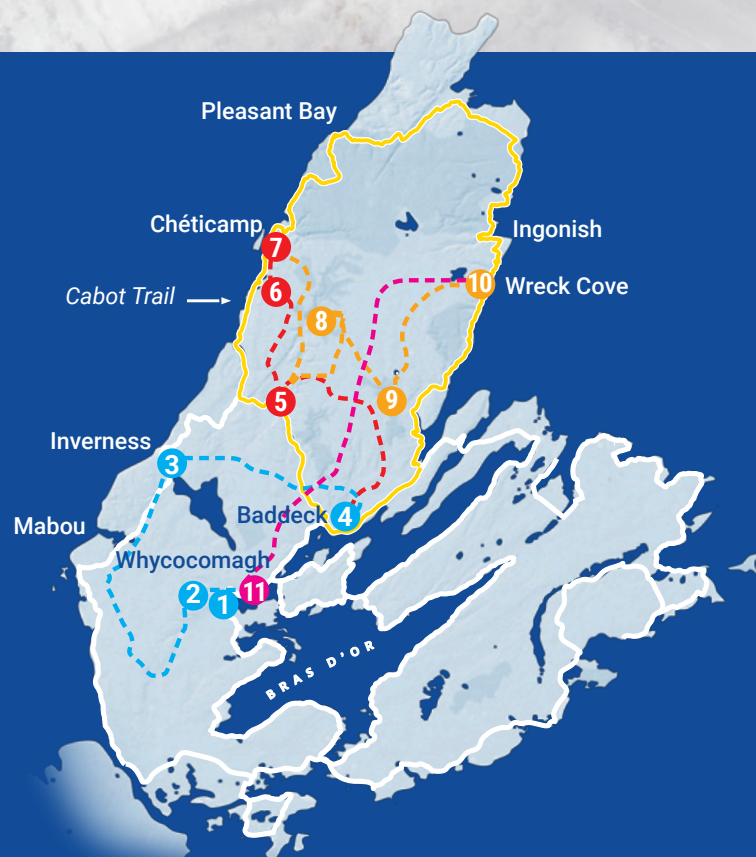 Pleasant Bay
Chéticamp
Ingonish
7
6
10
Wreck Cove
Cabot Trail
8
5
9
Inverness
3
Mabou
Baddeck
4
Whycocomagh
2
1
11
BRAS D'OR